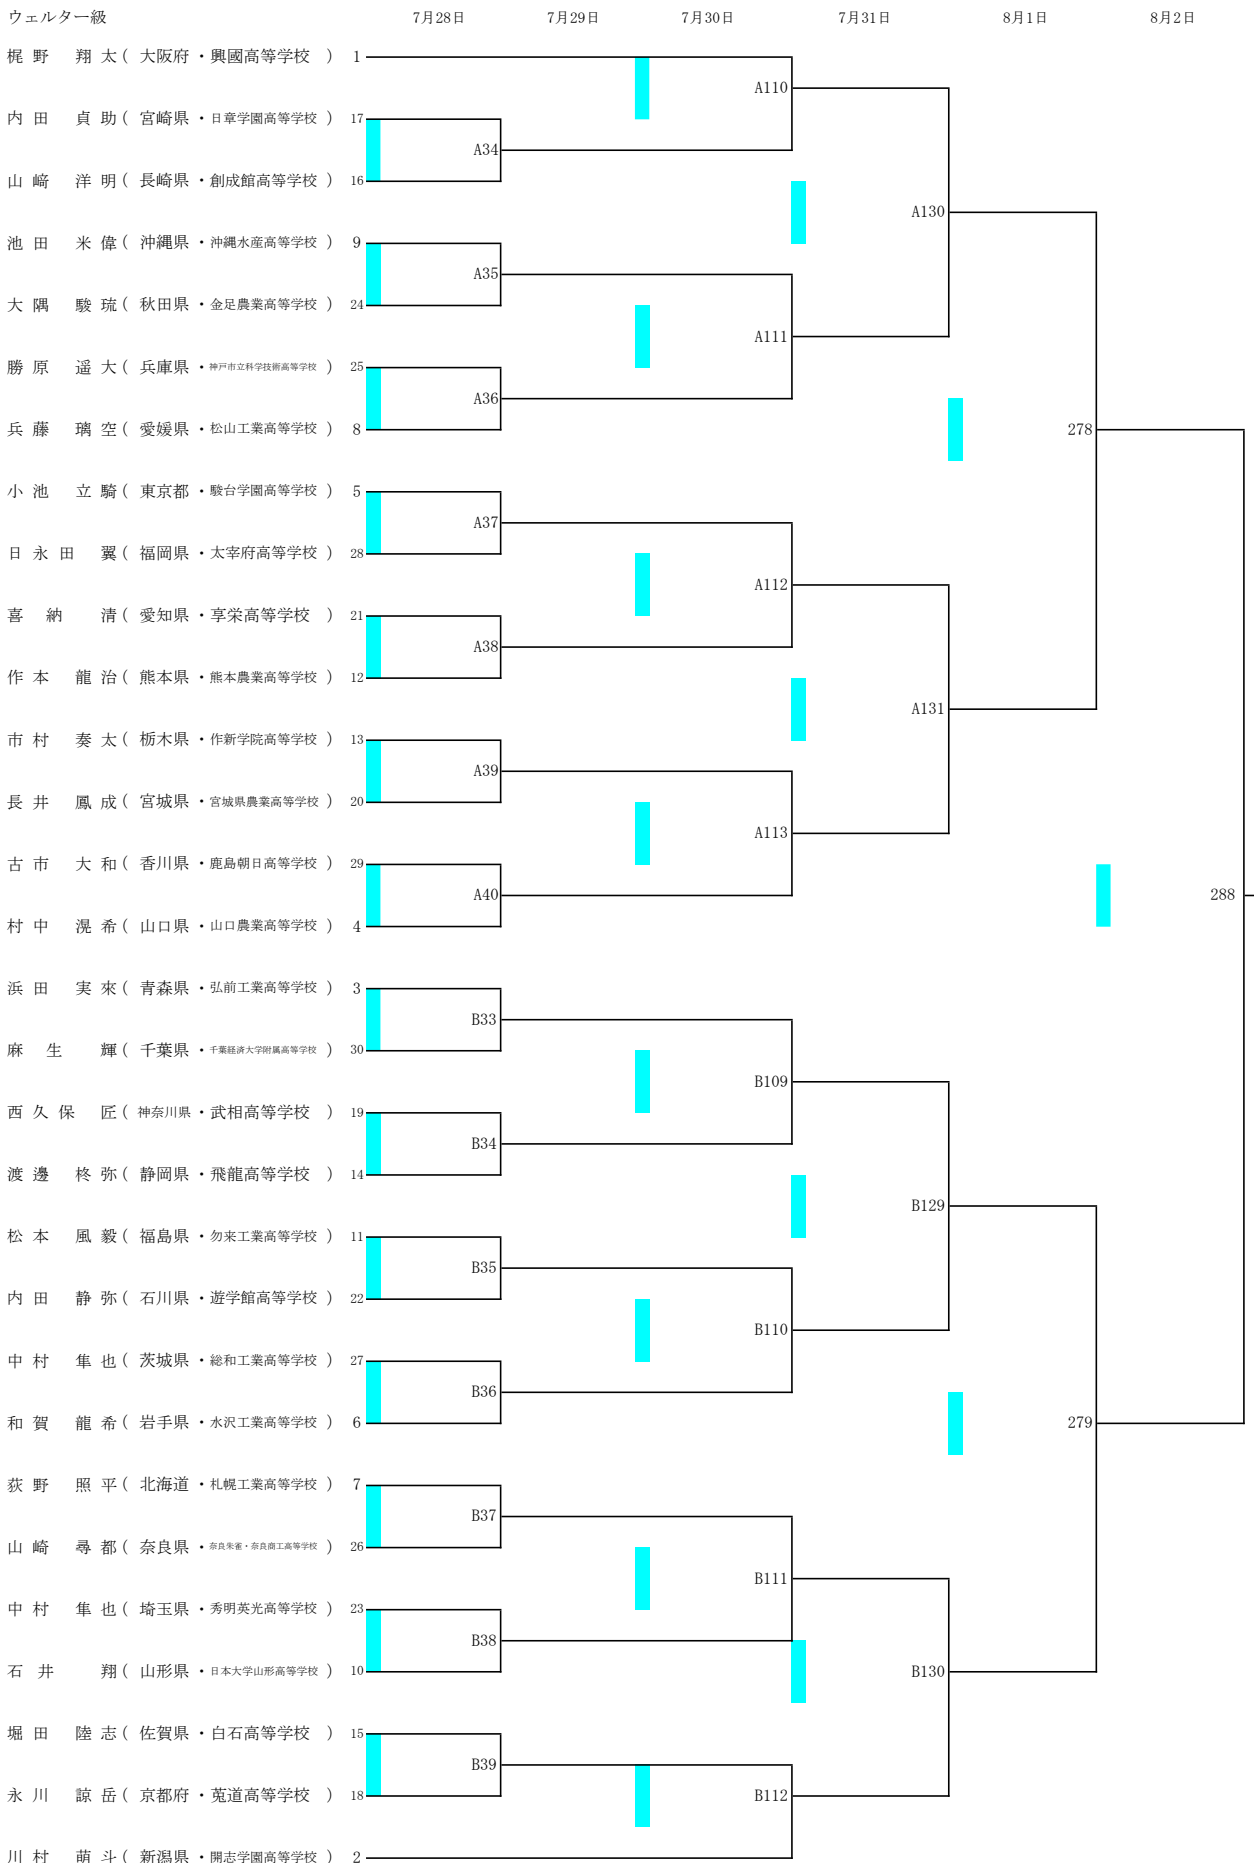 ウェルター級 7月28日 7月29日 7月30日 7月31日 8月1日 8月2日
梶野 翔太 ( 大阪府 ・ 興國高等学校 ) 1
A110
内田 貞助 ( 宮崎県 ・ 日章学園高等学校 ) 17
A34
山﨑 洋明 ( 長崎県 ・ 創成館高等学校 ) 16
A130
池田 米偉 ( 沖縄県 ・ 沖縄水産高等学校 ) 9
A35
大隅 駿琉 ( 秋田県 ・ 金足農業高等学校 ) 24
A111
勝原 遥大 ( 兵庫県 ・ 神戸市立科学技術高等学校 ) 25
A36
兵藤 璃空 ( 愛媛県 ・ 松山工業高等学校 ) 8
278
小池 立騎 ( 東京都 ・ 駿台学園高等学校 ) 5
A37
日永田 翼 ( 福岡県 ・ 太宰府高等学校 ) 28
A112
喜納 清 ( 愛知県 ・ 享栄高等学校 ) 21
A38
作本 龍治 ( 熊本県 ・ 熊本農業高等学校 ) 12
A131
市村 奏太 ( 栃木県 ・ 作新学院高等学校 ) 13
A39
長井 鳳成 ( 宮城県 ・ 宮城県農業高等学校 ) 20
A113
古市 大和 ( 香川県 ・ 鹿島朝日高等学校 ) 29
A40
288
村中 滉希 ( 山口県 ・ 山口農業高等学校 ) 4
浜田 実來 ( 青森県 ・ 弘前工業高等学校 ) 3
B33
麻生 輝 ( 千葉県 ・ 千葉経済大学附属高等学校 ) 30
B109
西久保 匠 ( 神奈川県 ・ 武相高等学校 ) 19
B34
渡邊 柊弥 ( 静岡県 ・ 飛龍高等学校 ) 14
B129
松本 風毅 ( 福島県 ・ 勿来工業高等学校 ) 11
B35
内田 静弥 ( 石川県 ・ 遊学館高等学校 ) 22
B110
中村 隼也 ( 茨城県 ・ 総和工業高等学校 ) 27
B36
和賀 龍希 ( 岩手県 ・ 水沢工業高等学校 ) 6
279
荻野 照平 ( 北海道 ・ 札幌工業高等学校 ) 7
B37
山崎 尋都 ( 奈良県 ・ 奈良朱雀・奈良商工高等学校 ) 26
B111
中村 隼也 ( 埼玉県 ・ 秀明英光高等学校 ) 23
B38
石井 翔 ( 山形県 ・ 日本大学山形高等学校 ) 10
B130
堀田 陸志 ( 佐賀県 ・ 白石高等学校 ) 15
B39
永川 諒岳 ( 京都府 ・ 莵道高等学校 ) 18
B112
川村 萌斗 ( 新潟県 ・ 開志学園高等学校 ) 2